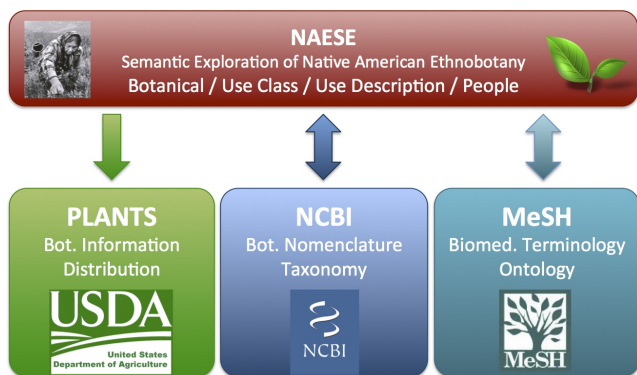 NAESE
Semantic Exploration of Native American Ethnobotany
Botanical / Use Class / Use Description / People
PLANTS
Bot. Information
Distribution
USDA
United States
Department of Agriculture
NCBI
Bot. Nomenclature
Taxonomy
NCBI
MeSH
Biomed. Terminology
Ontology
MeSH